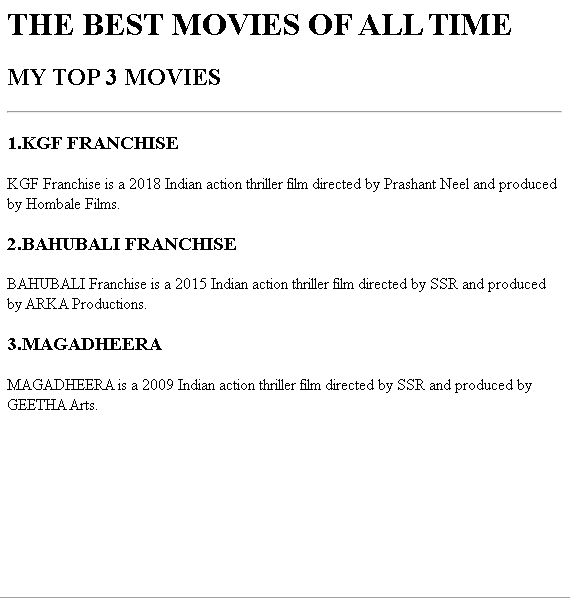 THE BEST MOVIES OF ALL TIME
MY TOP 3 MOVIES
1.KGF FRANCHISE
KGF Franchise is a 2018 Indian action thriller film directed by Prashant Neel and produced
by Hombale Films.
2.BAHUBALI FRANCHISE
BAHUBALI Franchise is a 2015 Indian action thriller film directed by SSR and produced
by ARKA Productions.
3.MAGADHEERA
MAGADHEERA is a 2009 Indian action thriller film directed by SSR and produced by
GEETHA Arts.